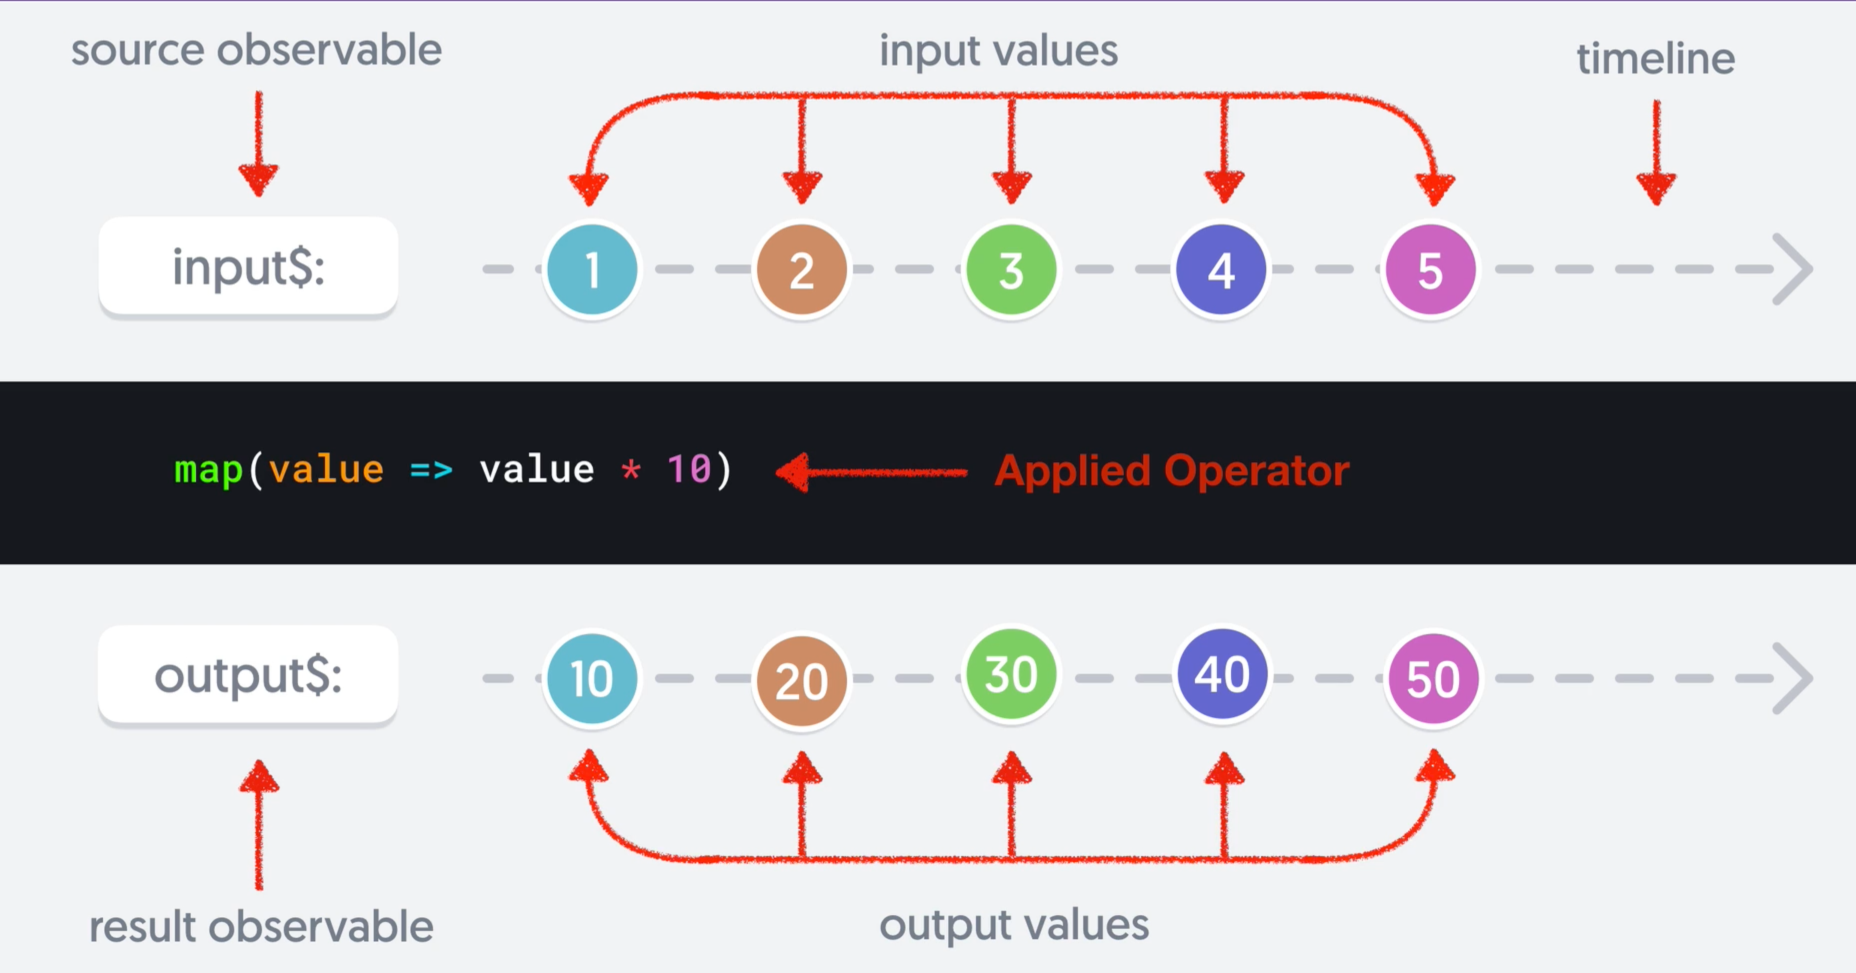 source observable
input values
timeline
input$:
1
2
3
4
5
map(value => value * 10)
Applied Operator
output$:
10
20
30
40
50
result observable
output values